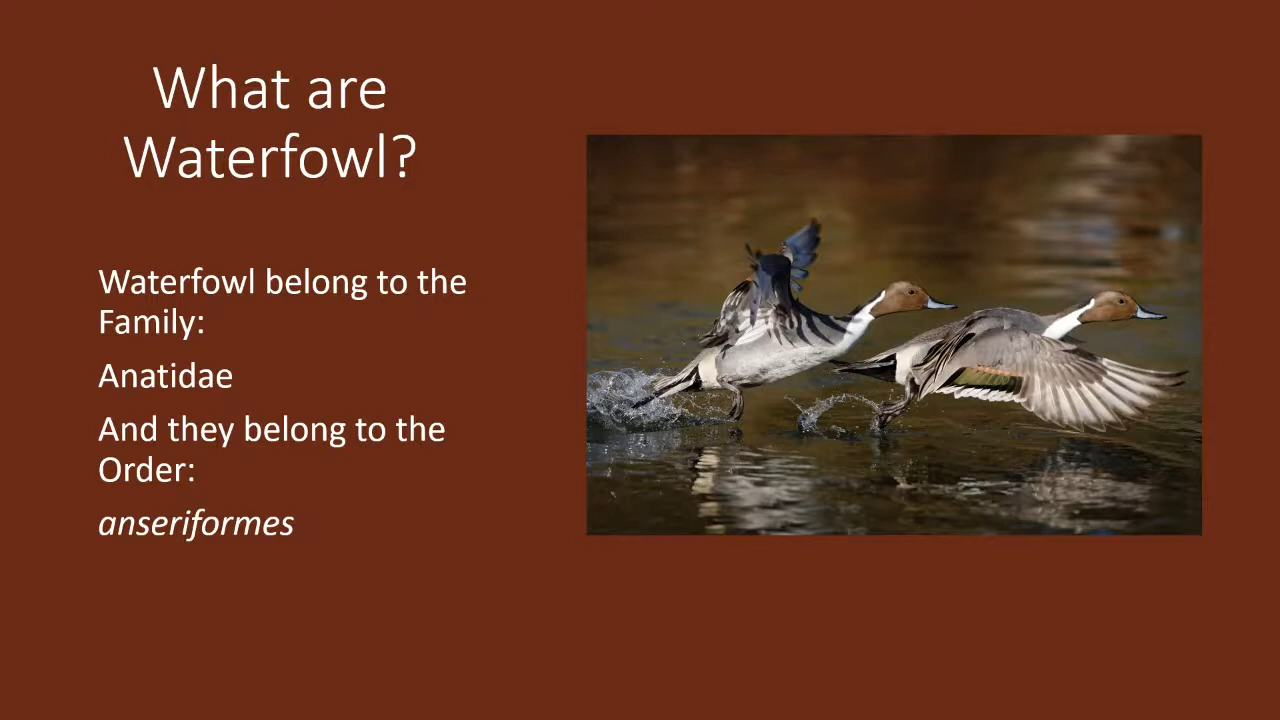 What are
Waterfowl?
Waterfowl belong to the
Family:
Anatidae
And they belong to the
Order:
anseriformes